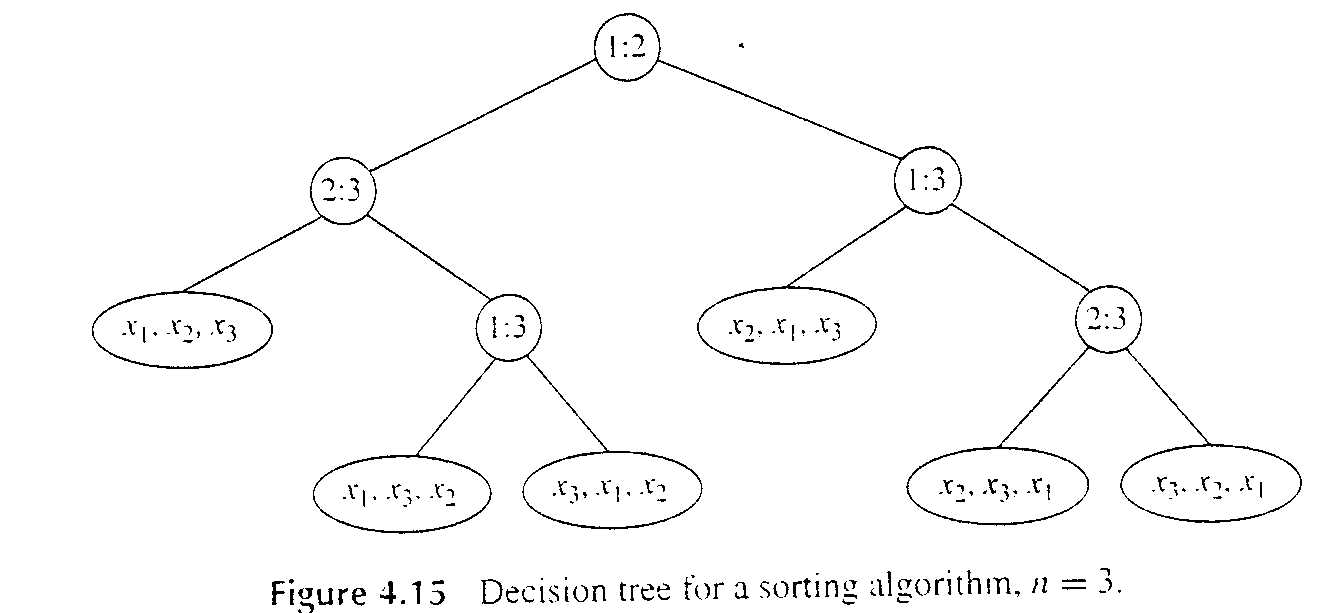 1:2
2:3
1:3
x₁, x₂, x₃
1:3
x₂, x₁, x₃
2:3
x₁, x₃, x₂
x₃, x₁, x₂
x₂, x₃, x₁
x₃, x₂, x₁
Figure 4.15 Decision tree for a sorting algorithm, n = 3.